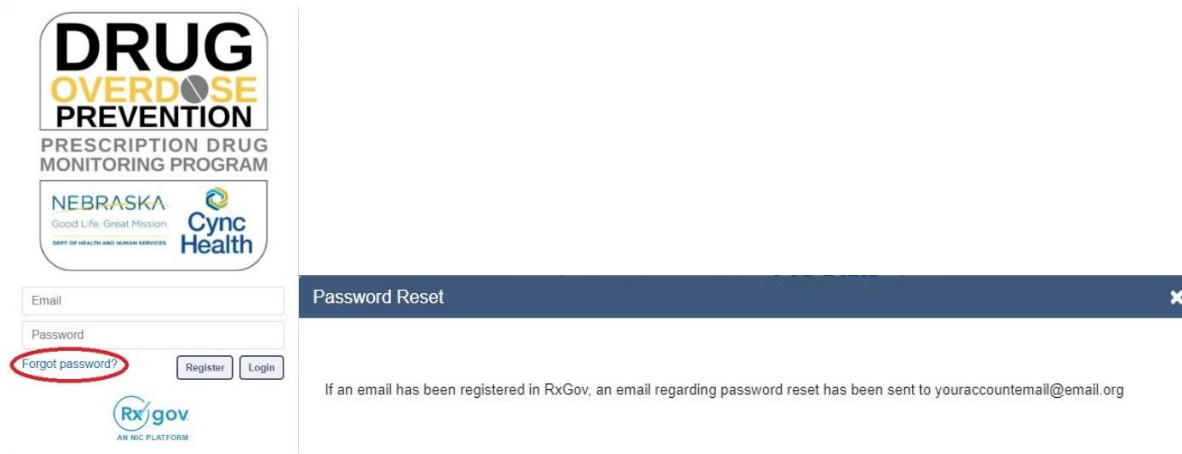 DRUG
OVERDOSE
PREVENTION
PRESCRIPTION DRUG
MONITORING PROGRAM
NEBRASKA
Good Life. Great Mission.
DEPT. OF HEALTH AND HUMAN SERVICES
Cync
Health
Email
Password
Forgot password?
Register
Login
Rx gov
AN NIC PLATFORM
Password Reset
If an email has been registered in RxGov, an email regarding password reset has been sent to youraccountemail@email.org